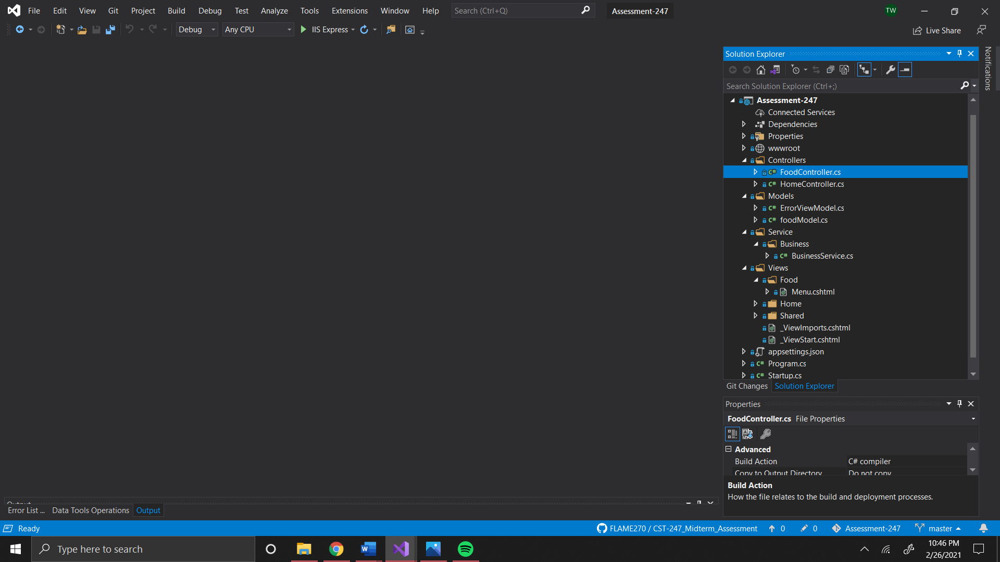 File Edit View Git Project Build Debug Test Analyze Tools Extensions Window Help Search (Ctrl+Q) Assessment-247 TW
Debug Any CPU IIS Express Live Share
Solution Explorer
Notifications
Search Solution Explorer (Ctrl+;)
Assessment-247
Connected Services
Dependencies
Properties
wwwroot
Controllers
C# FoodController.cs
C# HomeController.cs
Models
C# ErrorViewModel.cs
C# foodModel.cs
Service
Business
C# BusinessService.cs
Views
Food
Menu.cshtml
Home
Shared
_ViewImports.cshtml
_ViewStart.cshtml
appsettings.json
C# Program.cs
C# Startup.cs
Git Changes Solution Explorer
Properties
FoodController.cs File Properties
Advanced
Build Action C# compiler
Copy to Output Directory Do not copy
Build Action
How the file relates to the build and deployment processes.
Output
Error List ... Data Tools Operations Output
Ready FLAME270 / CST-247_Midterm_Assessment 0 0 Assessment-247 master
Type here to search
10:46 PM
2/26/2021